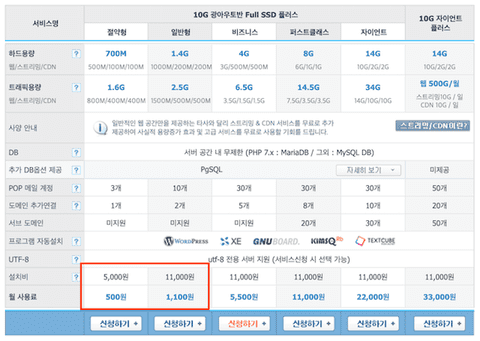 서비스명
10G 광아우토반 Full SSD 플러스
10G 자이언트 플러스
절약형 일반형 비즈니스 퍼스트클래스 자이언트
하드용량 ? 700M 1.4G 4G 8G 14G 14G
웹/스트리밍/CDN 500M/100M/100M 1000M/200M/200M 3G/500M/500M 6G/1G/1G 10G/2G/2G 10G/2G/2G
트래픽용량 ? 1.6G 2.5G 6.5G 14.5G 34G 웹 500G/월
웹/스트리밍/CDN 800M/400M/400M 1500M/500M/500M 3.5G/1.5G/1.5G 7.5G/3.5G/3.5G 14G/10G/10G 스트리밍10G / 월
CDN 10G / 월
사양 안내 일반적인 웹 공간만을 제공하는 타사와 달리 스트리밍 & CDN 서비스를 무료로 추가
제공하여 사실적 용량증가 효과 및 고급 서비스를 무료로 사용할 기회를 드립니다.
스트리밍/CDN이란?
DB ? 서버 공간 내 무제한 (PHP 7.x : MariaDB / 그외 : MySQL DB)
추가 DB옵션 제공 ? PgSQL 자세히 보기 미제공
POP 메일 계정 ? 3개 10개 30개 30개 30개 50개
도메인 추가연결 ? 1개 2개 5개 8개 10개 20개
서브 도메인 ? 미지원 미지원 미지원 20개 30개 50개
프로그램 자동설치 ? WORDPRESS XE GNUBOARD. KIMSQ TEXTCUBE
UTF-8 ? utf-8 전용 서버 지원 (서비스신청 시 선택 가능)
설치비 ? 5,000원 11,000원 11,000원 11,000원 11,000원 11,000원
월 사용료 ? 500원 1,100원 5,500원 11,000원 22,000원 33,000원
신청하기 신청하기 신청하기 신청하기 신청하기 신청하기